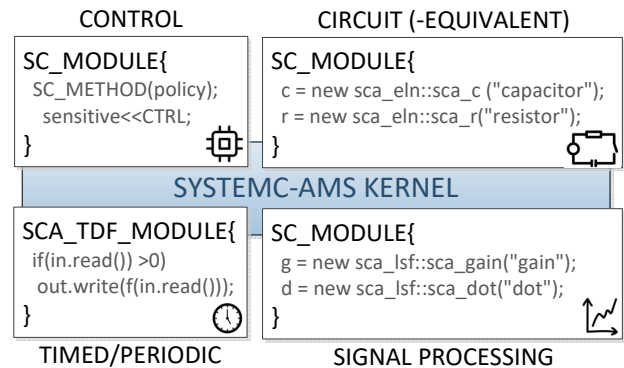 CONTROL
SC_MODULE{
SC_METHOD(policy);
sensitive<<CTRL;
}
CIRCUIT (-EQUIVALENT)
SC_MODULE{
c = new sca_eln::sca_c ("capacitor");
r = new sca_eln::sca_r("resistor");
}
SYSTEMC-AMS KERNEL
SCA_TDF_MODULE{
if(in.read()) >0)
out.write(f(in.read()));
}
TIMED/PERIODIC
SC_MODULE{
g = new sca_lsf::sca_gain("gain");
d = new sca_lsf::sca_dot("dot");
}
SIGNAL PROCESSING